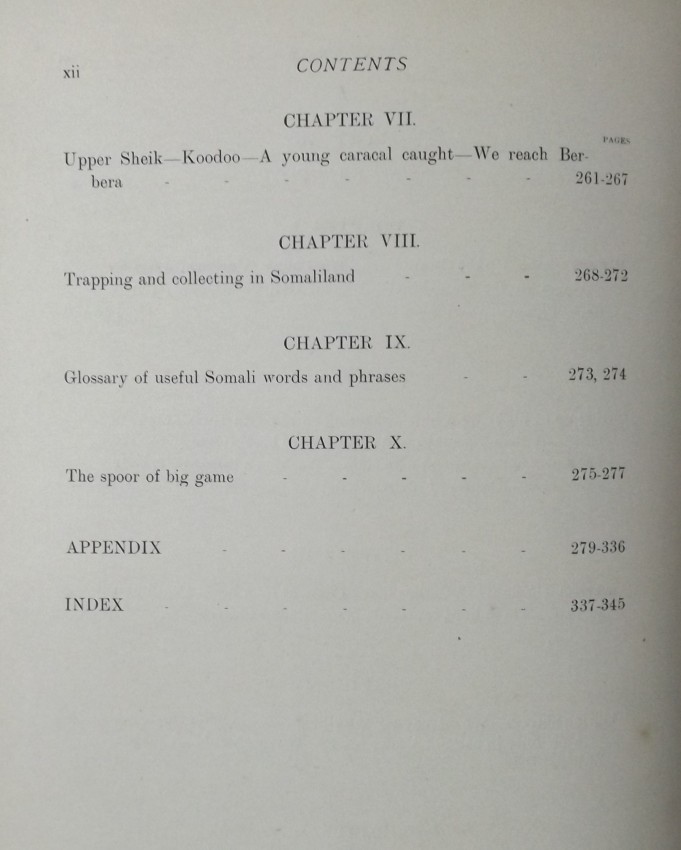 xii
CONTENTS
CHAPTER VII.
PAGES
Upper Sheik—Koodoo—A young caracal caught—We reach Ber-
bera - - - - - - - 261-267
CHAPTER VIII.
Trapping and collecting in Somaliland - - - 268-272
CHAPTER IX.
Glossary of useful Somali words and phrases - - 273, 274
CHAPTER X.
The spoor of big game - - - - - 275-277
APPENDIX - - - - - - 279-336
INDEX - - - - - - - 337-345